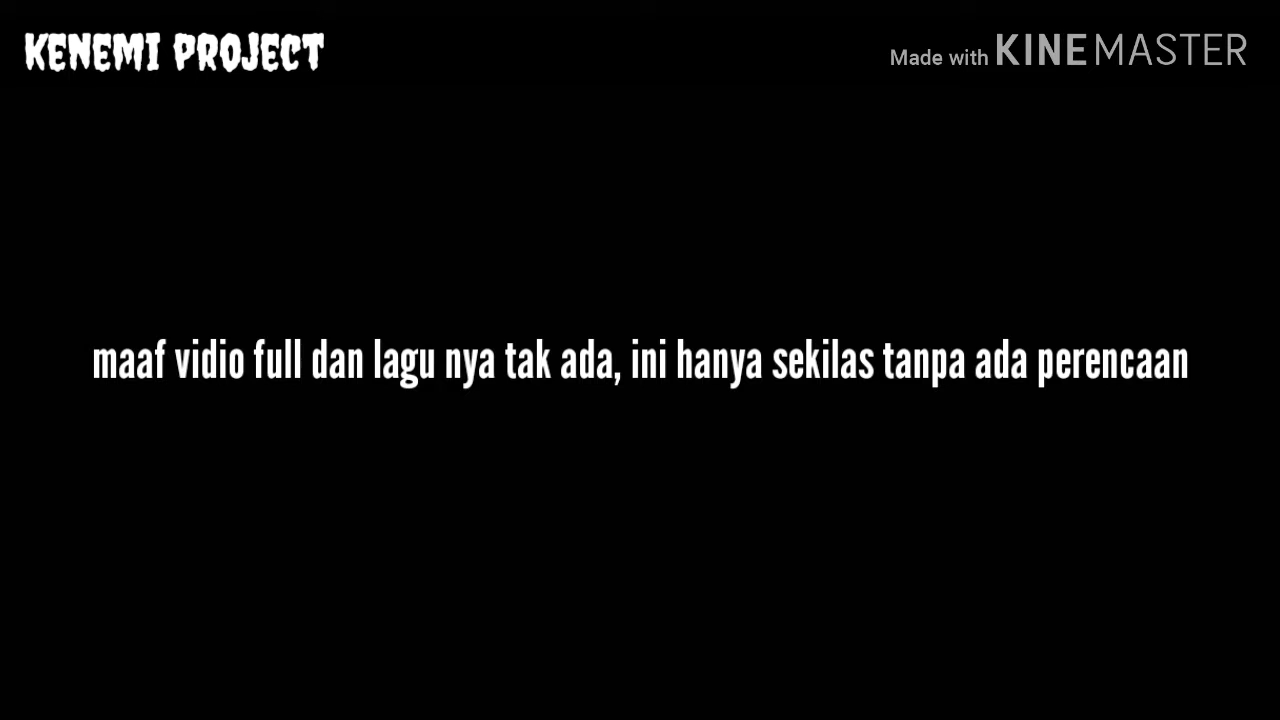 KENEMI PROJECT
Made with KINEMASTER
maaf vidio full dan lagu nya tak ada, ini hanya sekilas tanpa ada perencaan